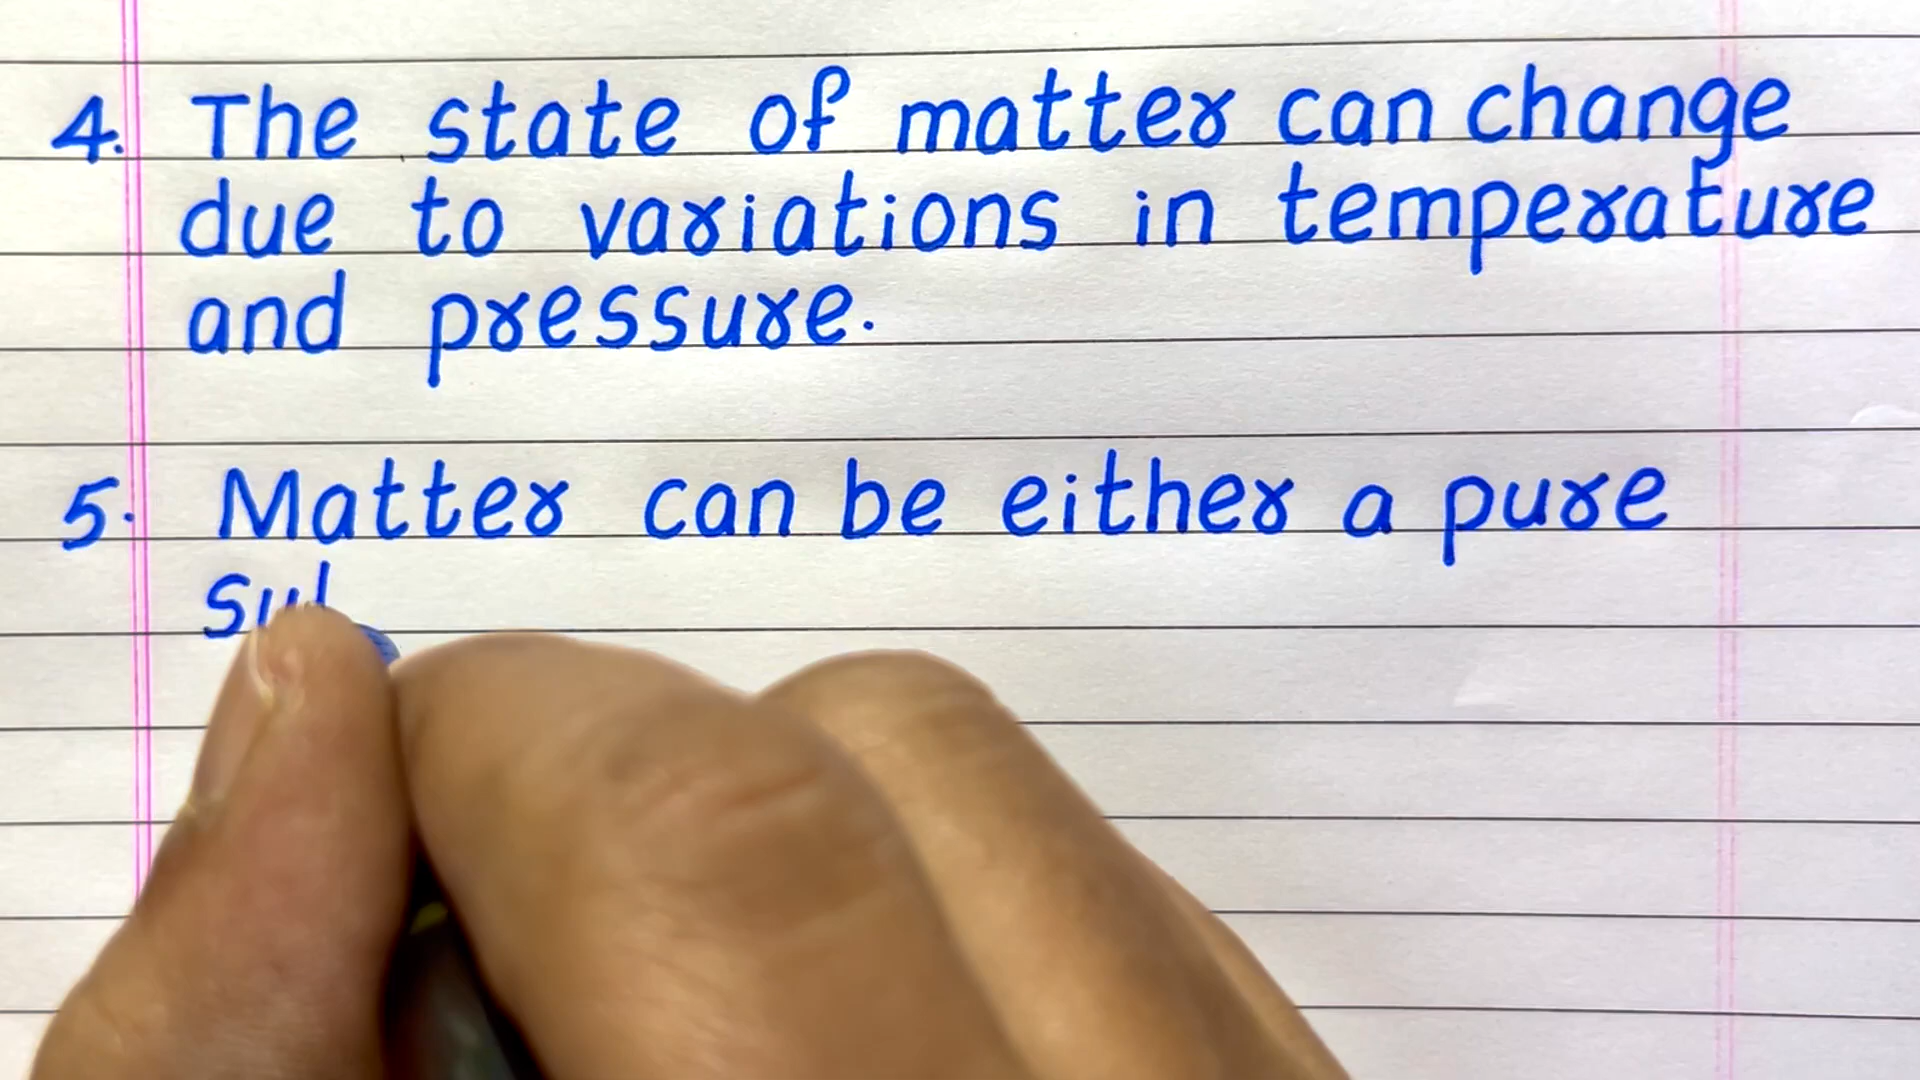 4. The state of matter can change
due to variations in temperature
and pressure.
5. Matter can be either a pure